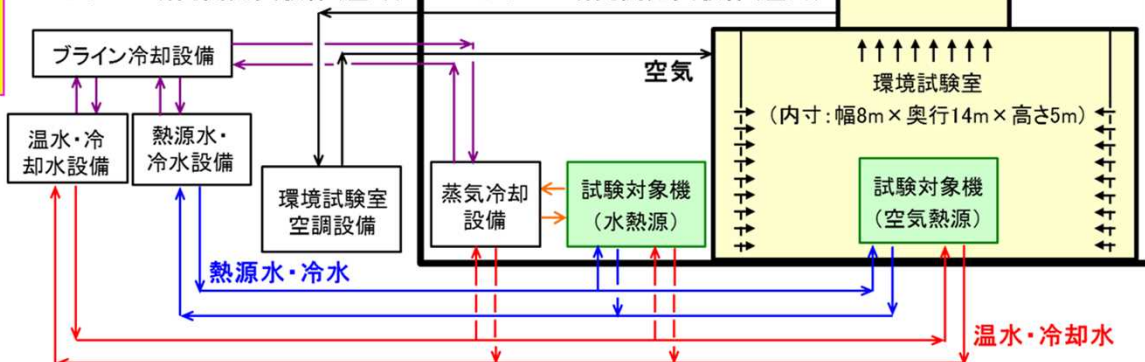 ブライン冷却設備
空気
環境試験室
（内寸：幅8m×奥行14m×高さ5m）
温水・冷
却水設備
熱源水・
冷水設備
環境試験室
空調設備
蒸気冷却
設備
試験対象機
（水熱源）
試験対象機
（空気熱源）
熱源水・冷水
温水・冷却水